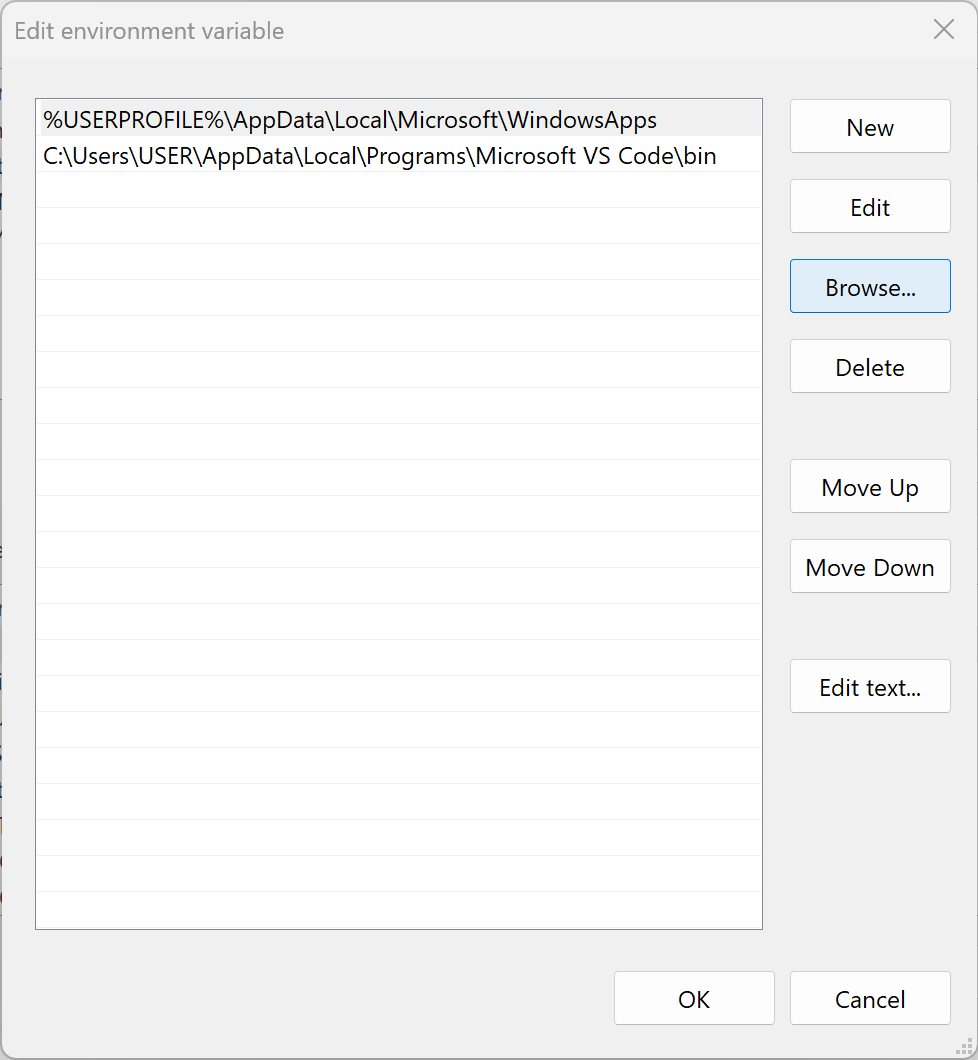 Edit environment variable
%USERPROFILE%\AppData\Local\Microsoft\WindowsApps
C:\Users\USER\AppData\Local\Programs\Microsoft VS Code\bin
New
Edit
Browse...
Delete
Move Up
Move Down
Edit text...
OK
Cancel